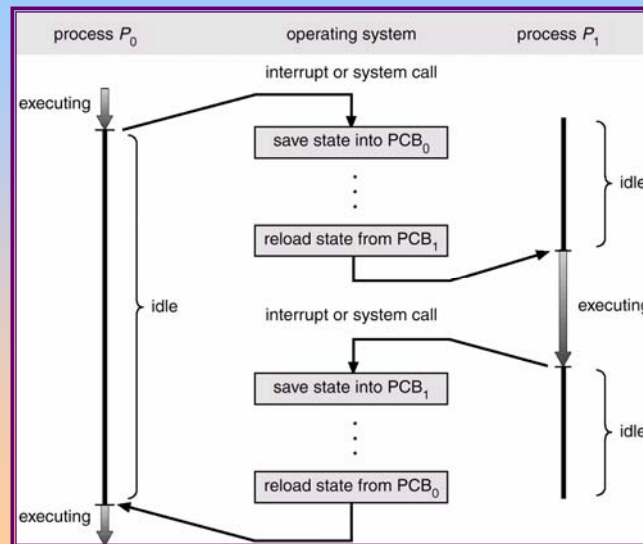 process P0 operating system process P1
interrupt or system call
executing
save state into PCB0
idle
reload state from PCB1
idle
executing
interrupt or system call
save state into PCB1
idle
reload state from PCB0
executing